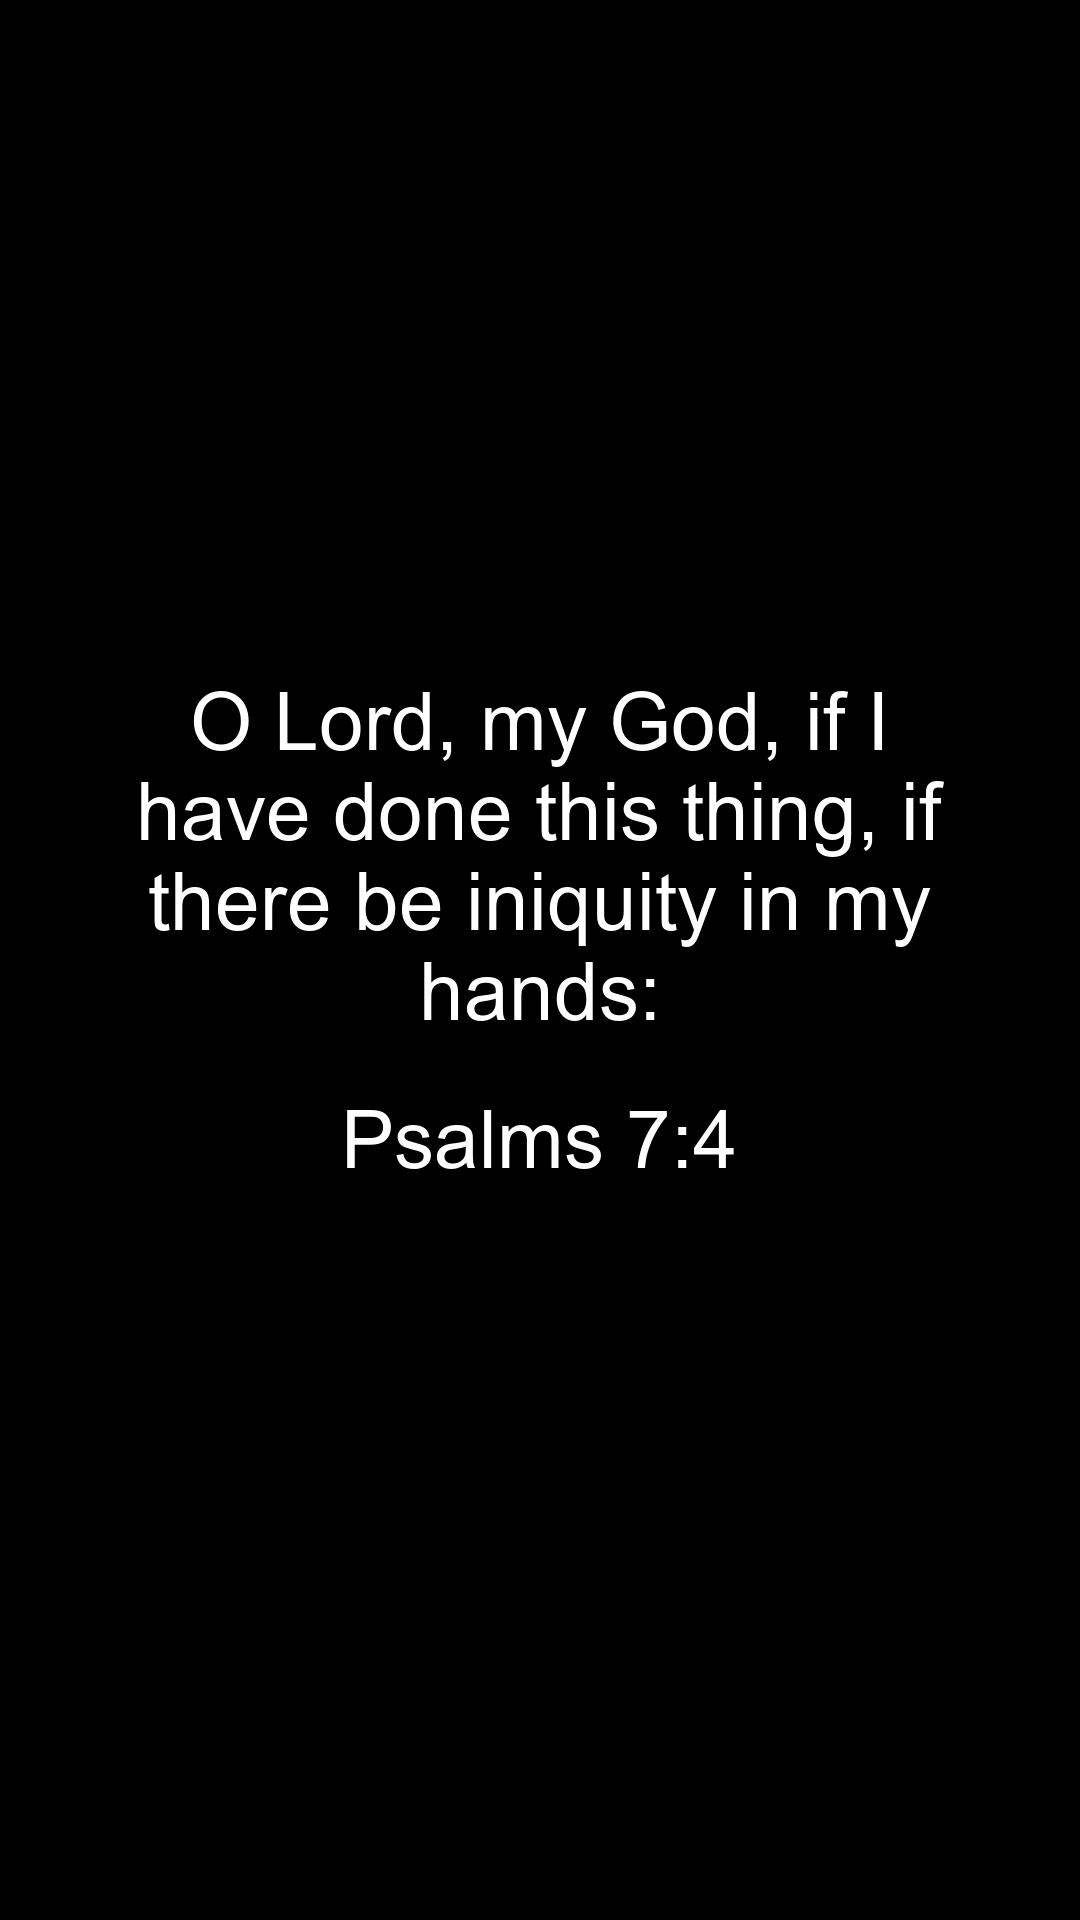 O Lord, my God, if I
have done this thing, if
there be iniquity in my
hands:
Psalms 7:4